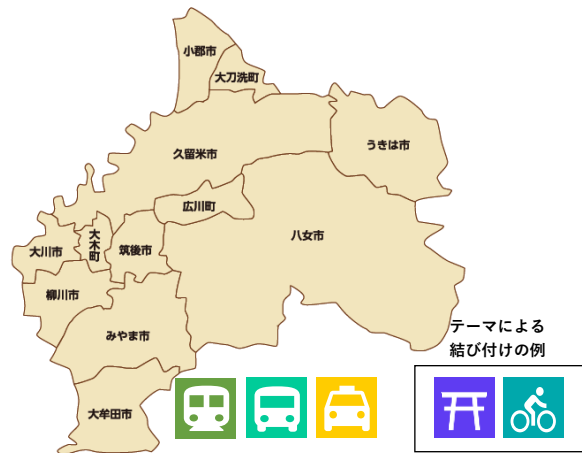 小郡市
大刀洗町
久留米市
うきは市
広川町
八女市
大川市
大木町
筑後市
柳川市
みやま市
大牟田市
テーマによる
結び付けの例